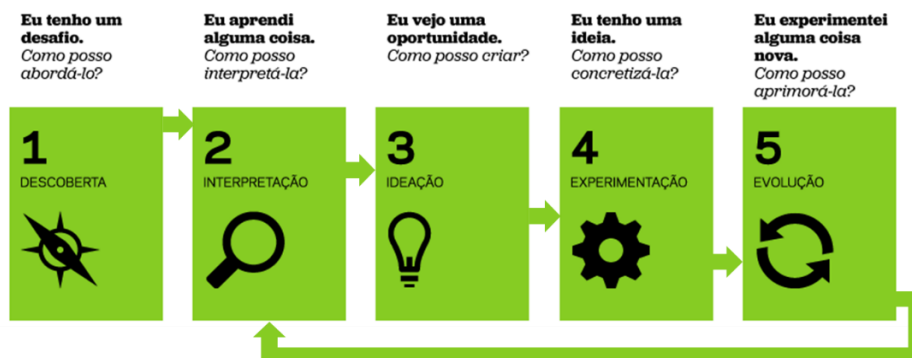 Eu tenho um
desafio.
Como posso
abordá-lo?
Eu aprendi
alguma coisa.
Como posso
interpretá-la?
Eu vejo uma
oportunidade.
Como posso criar?
Eu tenho uma
ideia.
Como posso
concretizá-la?
Eu experimentei
alguma coisa
nova.
Como posso
aprimorá-la?
1
DESCOBERTA
2
INTERPRETAÇÃO
3
IDEAÇÃO
4
EXPERIMENTAÇÃO
5
EVOLUÇÃO